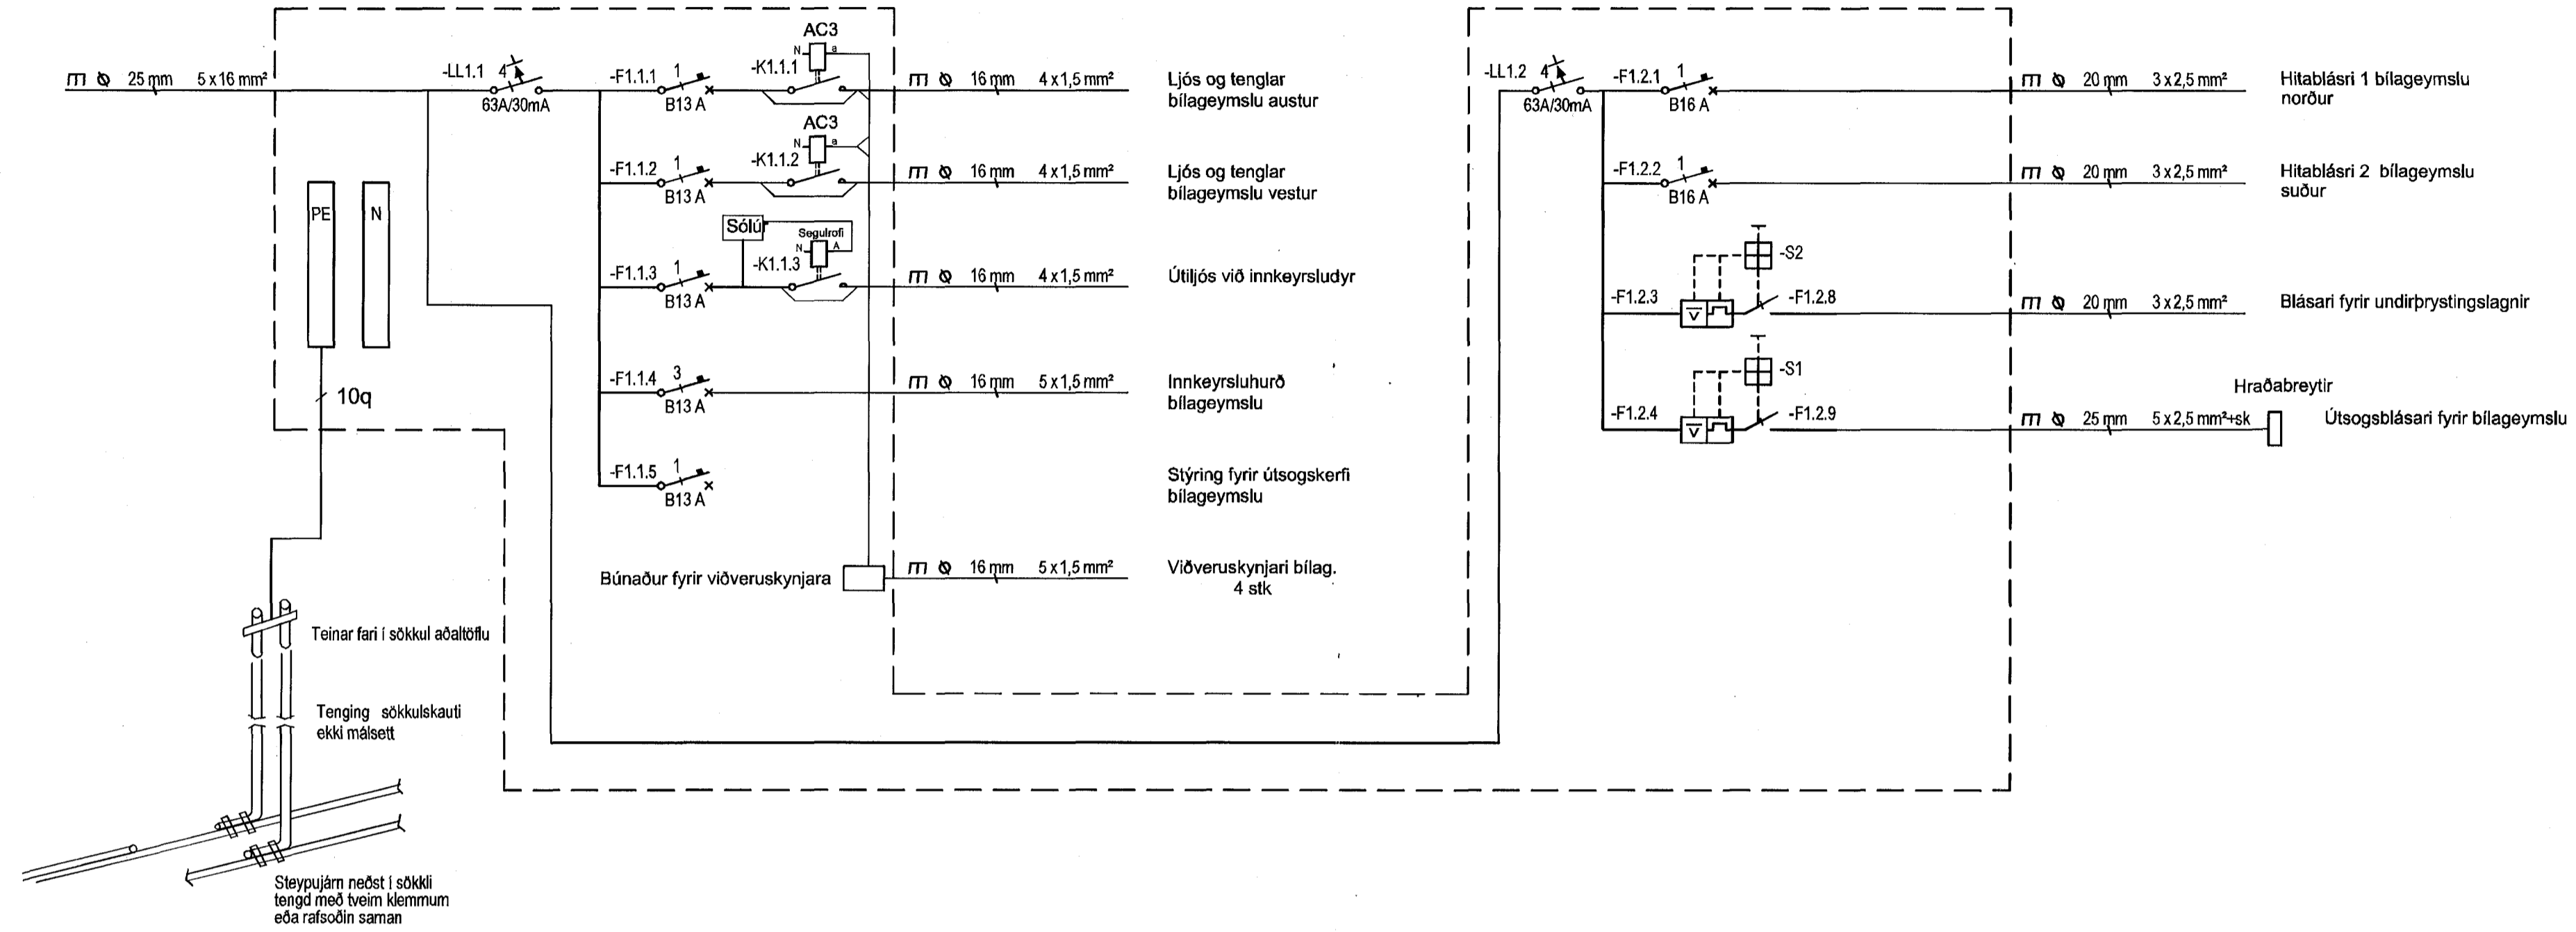 25 mm 5 x 16 mm²
-LL1.1 4
63A/30mA
-F1.1.1 1
B13 A
AC3
N a
-K1.1.1
16 mm 4 x 1,5 mm²
Ljós og tenglar
bílageymslu austur
-F1.1.2 1
B13 A
AC3
N a
-K1.1.2
16 mm 4 x 1,5 mm²
Ljós og tenglar
bílageymslu vestur
Sólúr
Segulrofi
N A
-F1.1.3 1
B13 A
-K1.1.3
16 mm 4 x 1,5 mm²
Útiljós við innkeyrsludyr
-F1.1.4 3
B13 A
16 mm 5 x 1,5 mm²
Innkeyrsluhurð
bílageymslu
-F1.1.5 1
B13 A
Stýring fyrir útsogskerfi
bílageymslu
Búnaður fyrir viðveruskynjara
16 mm 5 x 1,5 mm²
Viðveruskynjari bílag.
4 stk
PE N
10q
Teinar fari í sökkul aðaltöflu
Tenging sökkulskauti
ekki málsett
Steypujárn neðst í sökkli
tengd með tveim klemmum
eða rafsoðin saman
-LL1.2 4
63A/30mA
-F1.2.1 1
B16 A
20 mm 3 x 2,5 mm²
Hitablásri 1 bílageymslu
norður
-F1.2.2 1
B16 A
20 mm 3 x 2,5 mm²
Hitablásri 2 bílageymslu
suður
-S2
-F1.2.3
V
-F1.2.8
20 mm 3 x 2,5 mm²
Blásari fyrir undirþrystingslagnir
-S1
-F1.2.4
V
-F1.2.9
25 mm 5 x 2,5 mm²+sk
Hraðabreytir
Útsogsblásari fyrir bílageymslu